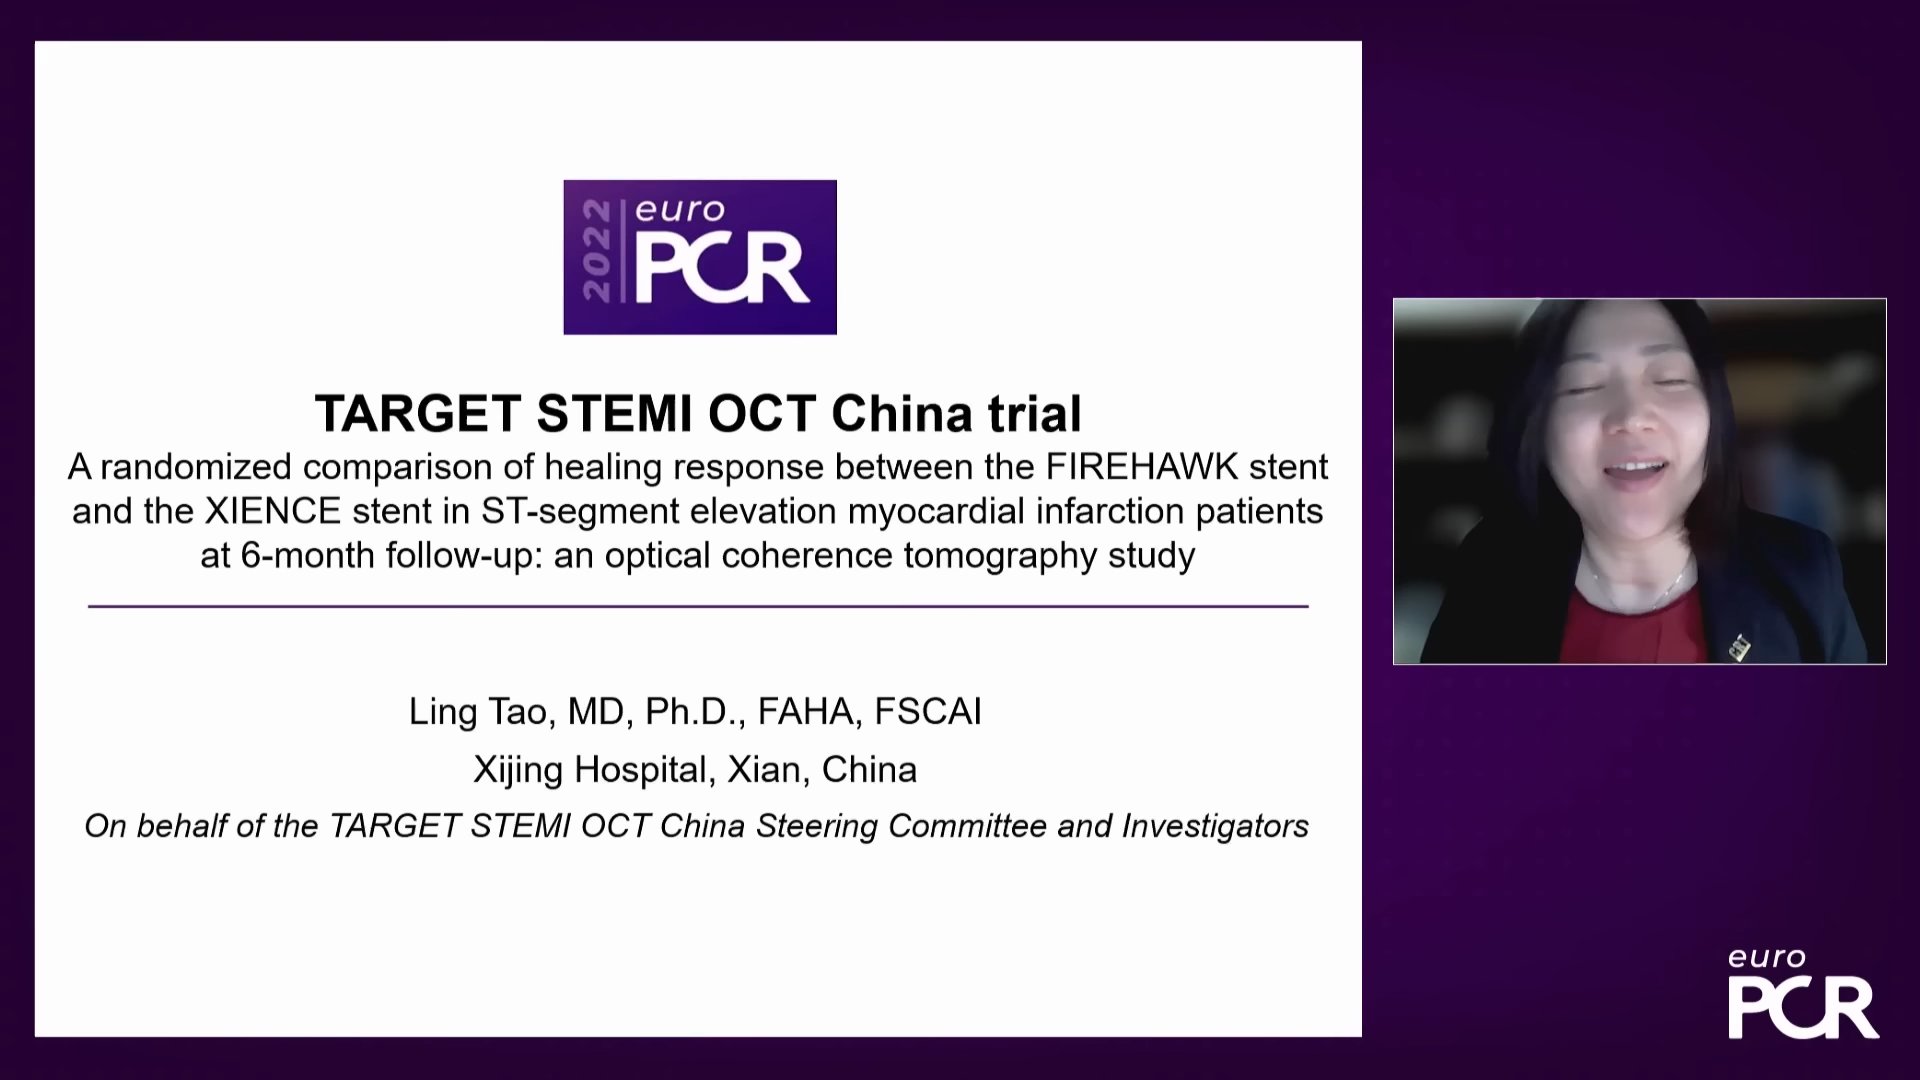 2022
euro
PCR
TARGET STEMI OCT China trial
A randomized comparison of healing response between the FIREHAWK stent
and the XIENCE stent in ST-segment elevation myocardial infarction patients
at 6-month follow-up: an optical coherence tomography study
Ling Tao, MD, Ph.D., FAHA, FSCAI
Xijing Hospital, Xian, China
On behalf of the TARGET STEMI OCT China Steering Committee and Investigators
CRT
euro
PCR